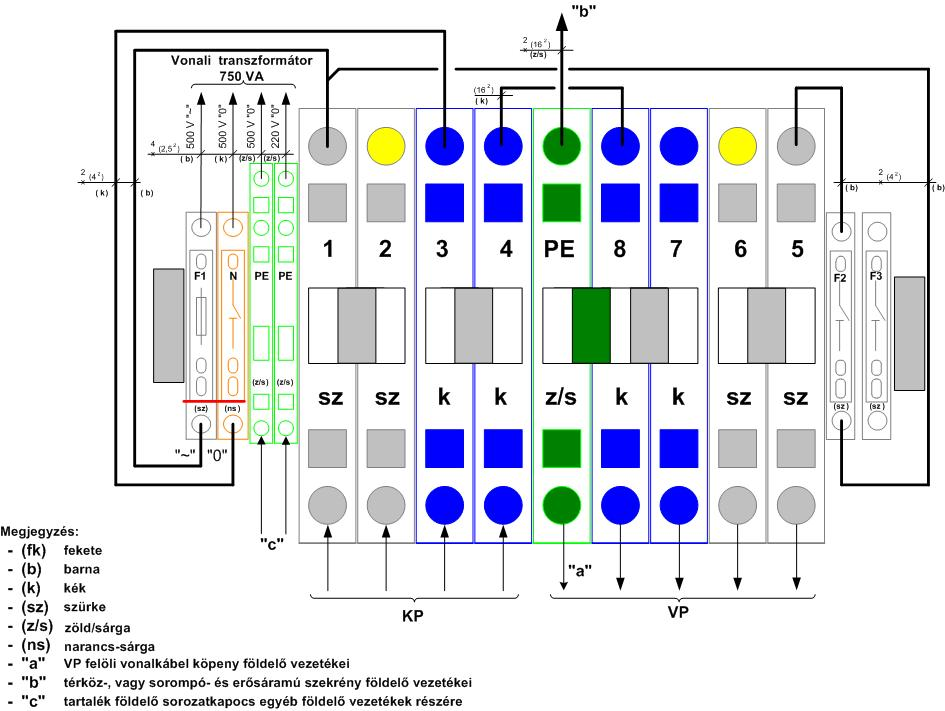 "b"
2 (16²)
(z/s)
Vonali transzformátor
750 VA
500 V "~"
500 V "0"
500 V "0"
220 V "0"
4 (2,5²)
(b) (k) (z/s) (z/s)
(16²)
(k)
2 (4²)
(k) (b)
2 (4²)
(b) (b)
1 2 3 4 PE 8 7 6 5
F1 N PE PE
F2 F3
(z/s) (z/s)
sz sz k k z/s k k sz sz
(sz) (ns)
(sz) (sz)
"~" "0"
"c"
"a"
KP
VP
Megjegyzés:
- (fk) fekete
- (b) barna
- (k) kék
- (sz) szürke
- (z/s) zöld/sárga
- (ns) narancs-sárga
- "a" VP felöli vonalkábel köpeny földelő vezetékei
- "b" térköz-, vagy sorompó- és erősáramú szekrény földelő vezetékei
- "c" tartalék földelő sorozatkapocs egyéb földelő vezetékek részére